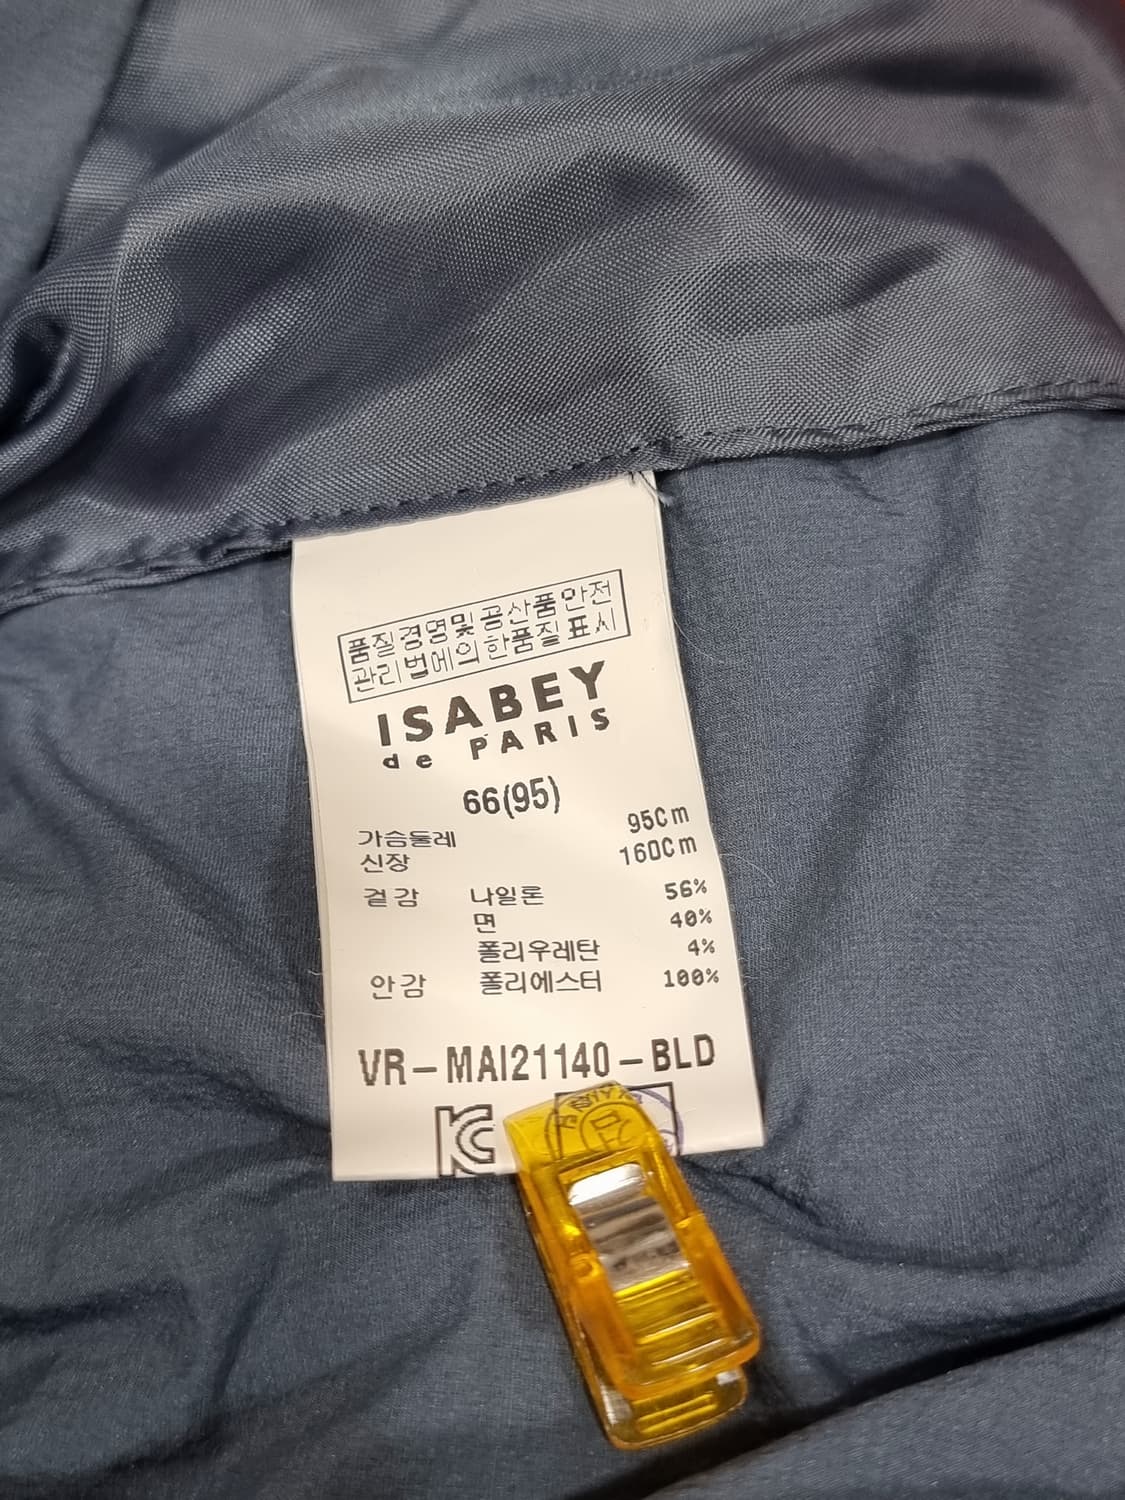 품질경영및공산품안전
관리법에의한품질표시
ISABEY
de PARIS
66(95)
가슴둘레 95Cm
신장 160Cm
겉감 나일론 56%
면 40%
폴리우레탄 4%
안감 폴리에스터 100%
VR-MAI21140-BLD